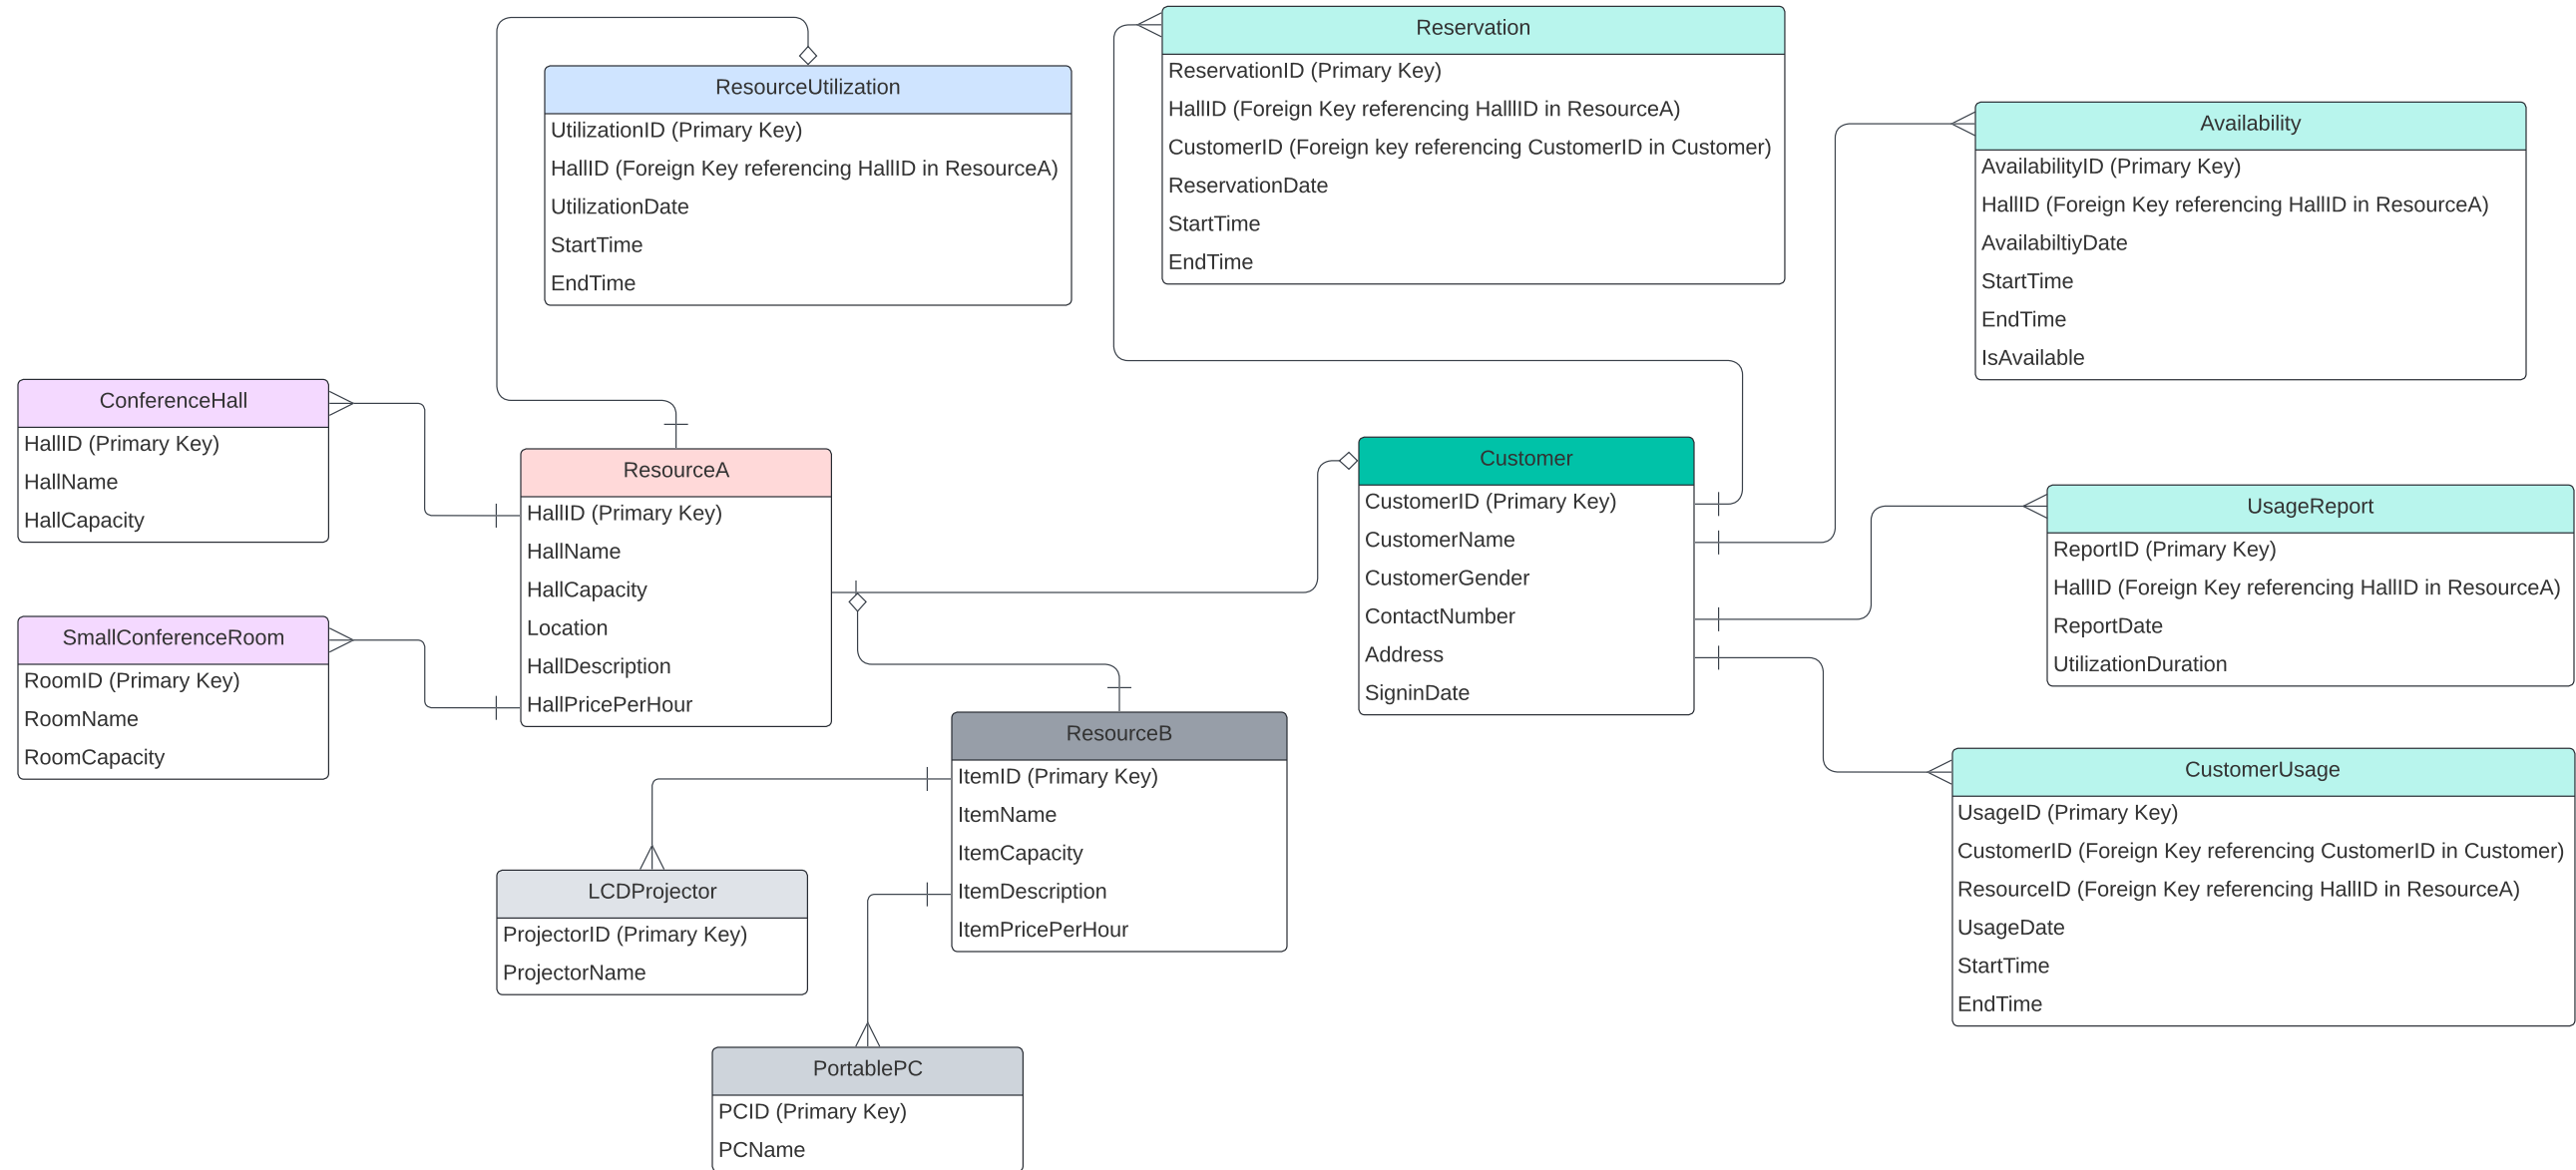 ResourceUtilization
UtilizationID (Primary Key)
HallID (Foreign Key referencing HallID in ResourceA)
UtilizationDate
StartTime
EndTime
Reservation
ReservationID (Primary Key)
HallID (Foreign Key referencing HalllID in ResourceA)
CustomerID (Foreign key referencing CustomerID in Customer)
ReservationDate
StartTime
EndTime
Availability
AvailabilityID (Primary Key)
HallID (Foreign Key referencing HallID in ResourceA)
AvailabiltiyDate
StartTime
EndTime
IsAvailable
ConferenceHall
HallID (Primary Key)
HallName
HallCapacity
ResourceA
HallID (Primary Key)
HallName
HallCapacity
Location
HallDescription
HallPricePerHour
Customer
CustomerID (Primary Key)
CustomerName
CustomerGender
ContactNumber
Address
SigninDate
UsageReport
ReportID (Primary Key)
HallID (Foreign Key referencing HallID in ResourceA)
ReportDate
UtilizationDuration
SmallConferenceRoom
RoomID (Primary Key)
RoomName
RoomCapacity
ResourceB
ItemID (Primary Key)
ItemName
ItemCapacity
ItemDescription
ItemPricePerHour
CustomerUsage
UsageID (Primary Key)
CustomerID (Foreign Key referencing CustomerID in Customer)
ResourceID (Foreign Key referencing HallID in ResourceA)
UsageDate
StartTime
EndTime
LCDProjector
ProjectorID (Primary Key)
ProjectorName
PortablePC
PCID (Primary Key)
PCName